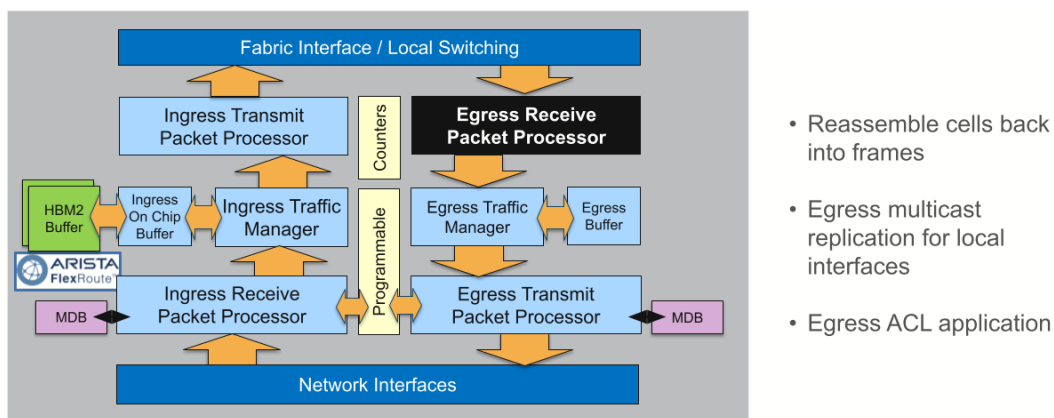 Fabric Interface / Local Switching
Ingress Transmit
Packet Processor
Counters
Egress Receive
Packet Processor
HBM2
Buffer
Ingress
On Chip
Buffer
Ingress Traffic
Manager
Programmable
Egress Traffic
Manager
Egress
Buffer
ARISTA
FlexRoute™
MDB
Ingress Receive
Packet Processor
Egress Transmit
Packet Processor
MDB
Network Interfaces
• Reassemble cells back
into frames
• Egress multicast
replication for local
interfaces
• Egress ACL application